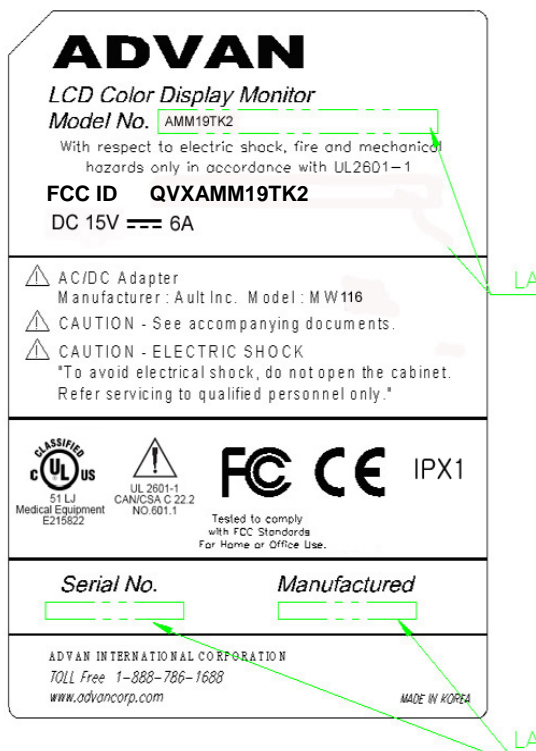 ADVAN
LCD Color Display Monitor
Model No. AMM19TK2
With respect to electric shock, fire and mechanical
hazards only in accordance with UL2601-1
FCC ID QVXAMM19TK2
DC 15V 6A
AC/DC Adapter
Manufacturer : Ault Inc. Model : MW116
CAUTION - See accompanying documents.
CAUTION - ELECTRIC SHOCK
"To avoid electrical shock, do not open the cabinet.
Refer servicing to qualified personnel only."
CLASSIFIED
C UL US
51 LJ
Medical Equipment
E215822
UL 2601-1
CAN/CSA C 22.2
NO.601.1
FC CE IPX1
Tested to comply
with FCC Standards
For Home or Office Use.
Serial No. Manufactured
ADVAN INTERNATIONAL CORPORATION
TOLL Free 1-888-786-1688
www.advancorp.com MADE IN KOREA
LA
LA